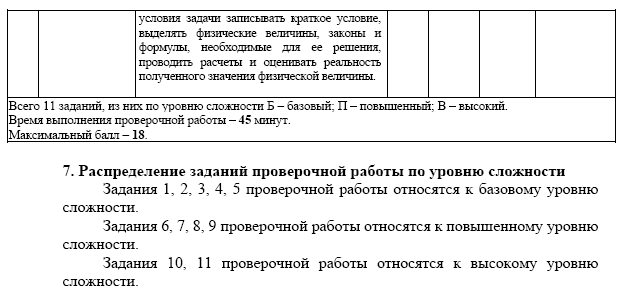 условия задачи записывать краткое условие,
выделять физические величины, законы и
формулы, необходимые для ее решения,
проводить расчеты и оценивать реальность
полученного значения физической величины.
Всего 11 заданий, из них по уровню сложности Б – базовый; П – повышенный; В – высокий.
Время выполнения проверочной работы – 45 минут.
Максимальный балл – 18.
7. Распределение заданий проверочной работы по уровню сложности
Задания 1, 2, 3, 4, 5 проверочной работы относятся к базовому уровню
сложности.
Задания 6, 7, 8, 9 проверочной работы относятся к повышенному уровню
сложности.
Задания 10, 11 проверочной работы относятся к высокому уровню
сложности.